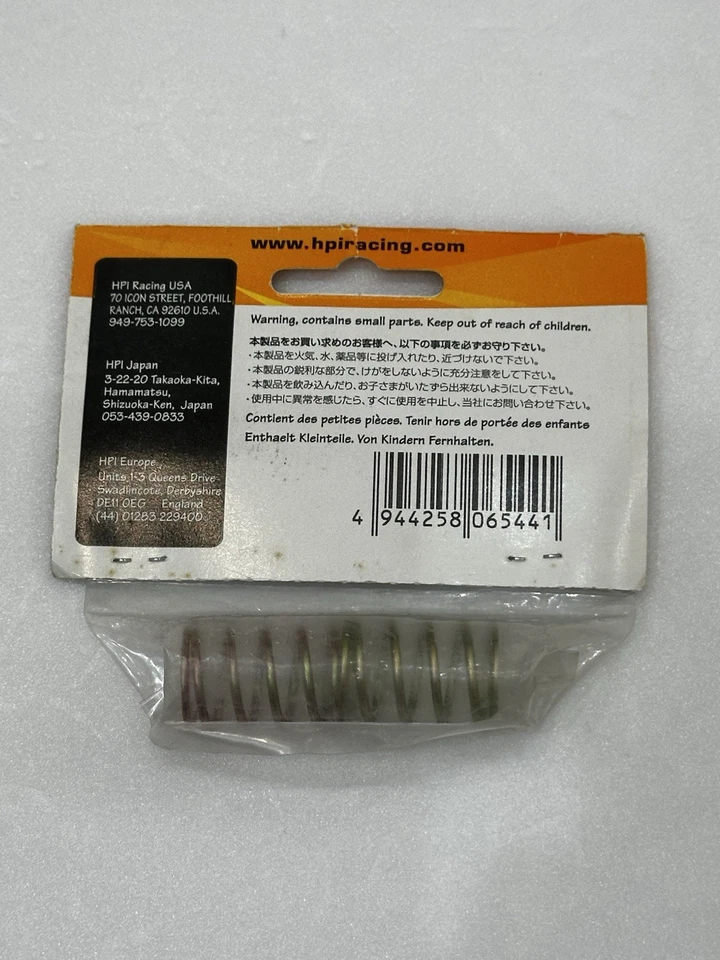 www.hpiracing.com
HPI Racing USA
70 ICON STREET, FOOTHILL
RANCH, CA 92610 U.S.A.
949-753-1099
HPI Japan
3-22-20 Takaoka-Kita,
Hamamatsu,
Shizuoka-Ken, Japan
053-439-0833
HPI Europe
Units 1-3 Queens Drive
Swadlincote, Derbyshire
DE11 0EG England
(44) 01283 229400
Warning, contains small parts. Keep out of reach of children.
本製品をお買い求めのお客様へ、以下の事項を必ずお守り下さい。
・本製品を火気、水、薬品等に投げ入れたり、近づけないで下さい。
・本製品の鋭利な部分で、けがをしないように充分注意をして下さい。
・本製品を飲み込んだり、お子さまがいたずら出来ないようにして下さい。
・使用中に異常を感じたら、すぐに使用を中止し、当社にお問い合わせ下さい。
Contient des petites pièces. Tenir hors de portée des enfants
Enthaelt Kleinteile. Von Kindern Fernhalten.
4 944258 065441